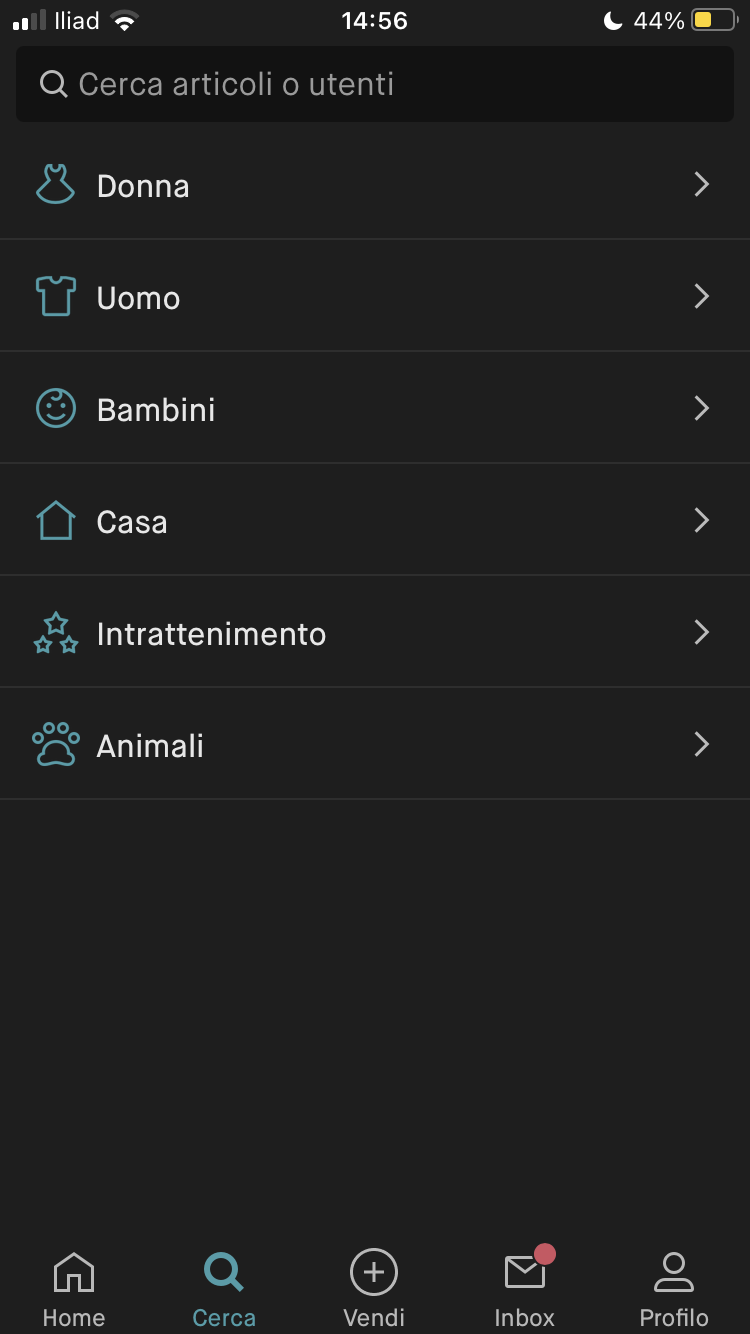 Iliad 14:56 44%
Cerca articoli o utenti
Donna
Uomo
Bambini
Casa
Intrattenimento
Animali
Home Cerca Vendi Inbox Profilo